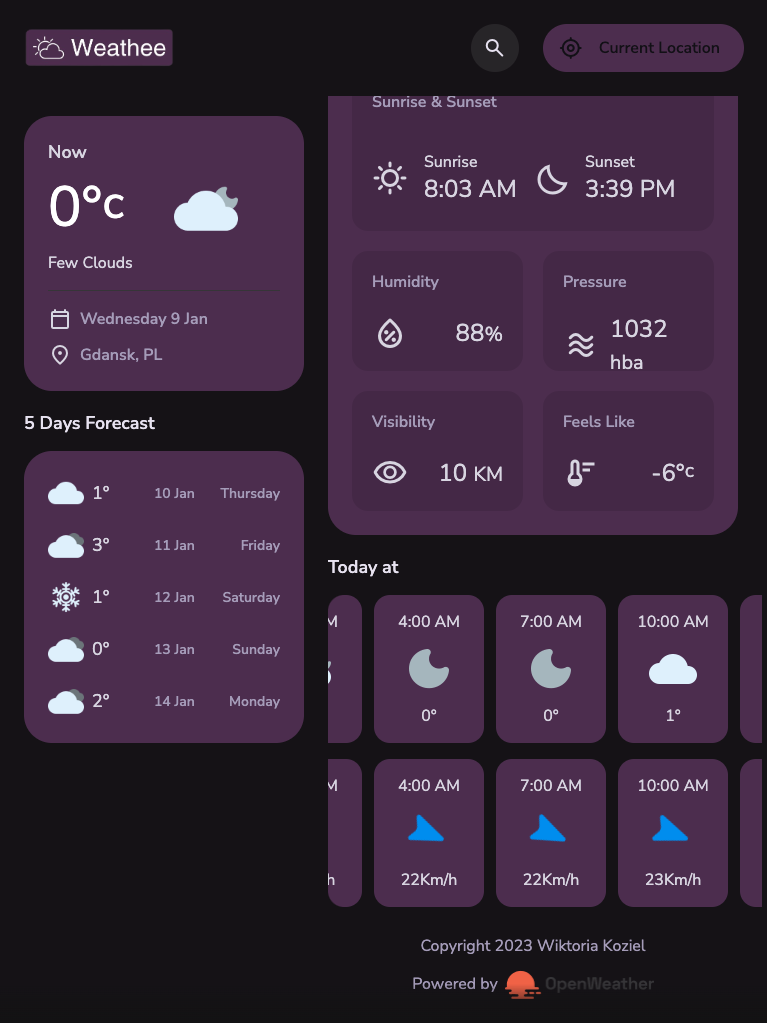 Weathee
Current Location
Now
0°c
Few Clouds
Wednesday 9 Jan
Gdansk, PL
5 Days Forecast
1° 10 Jan Thursday
3° 11 Jan Friday
1° 12 Jan Saturday
0° 13 Jan Sunday
2° 14 Jan Monday
Sunrise & Sunset
Sunrise
8:03 AM
Sunset
3:39 PM
Humidity
88%
Pressure
1032
hba
Visibility
10 KM
Feels Like
-6°c
Today at
M 4:00 AM 7:00 AM 10:00 AM
0° 0° 1°
M 4:00 AM 7:00 AM 10:00 AM
h 22Km/h 22Km/h 23Km/h
Copyright 2023 Wiktoria Koziel
Powered by OpenWeather